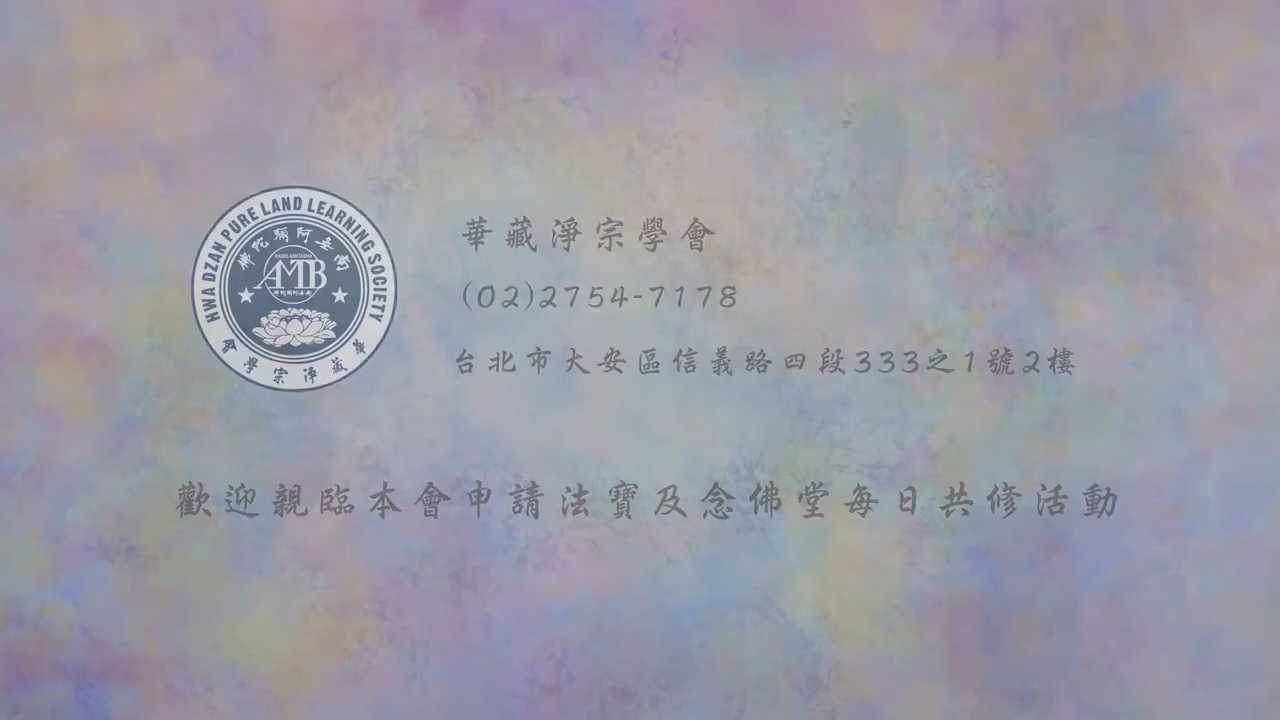 HWA DZAN PURE LAND LEARNING SOCIETY
南無阿彌陀佛
AMB
華藏淨宗學會
華藏淨宗學會
(02)2754-7178
台北市大安區信義路四段333之1號2樓
歡迎親臨本會申請法寶及念佛堂每日共修活動